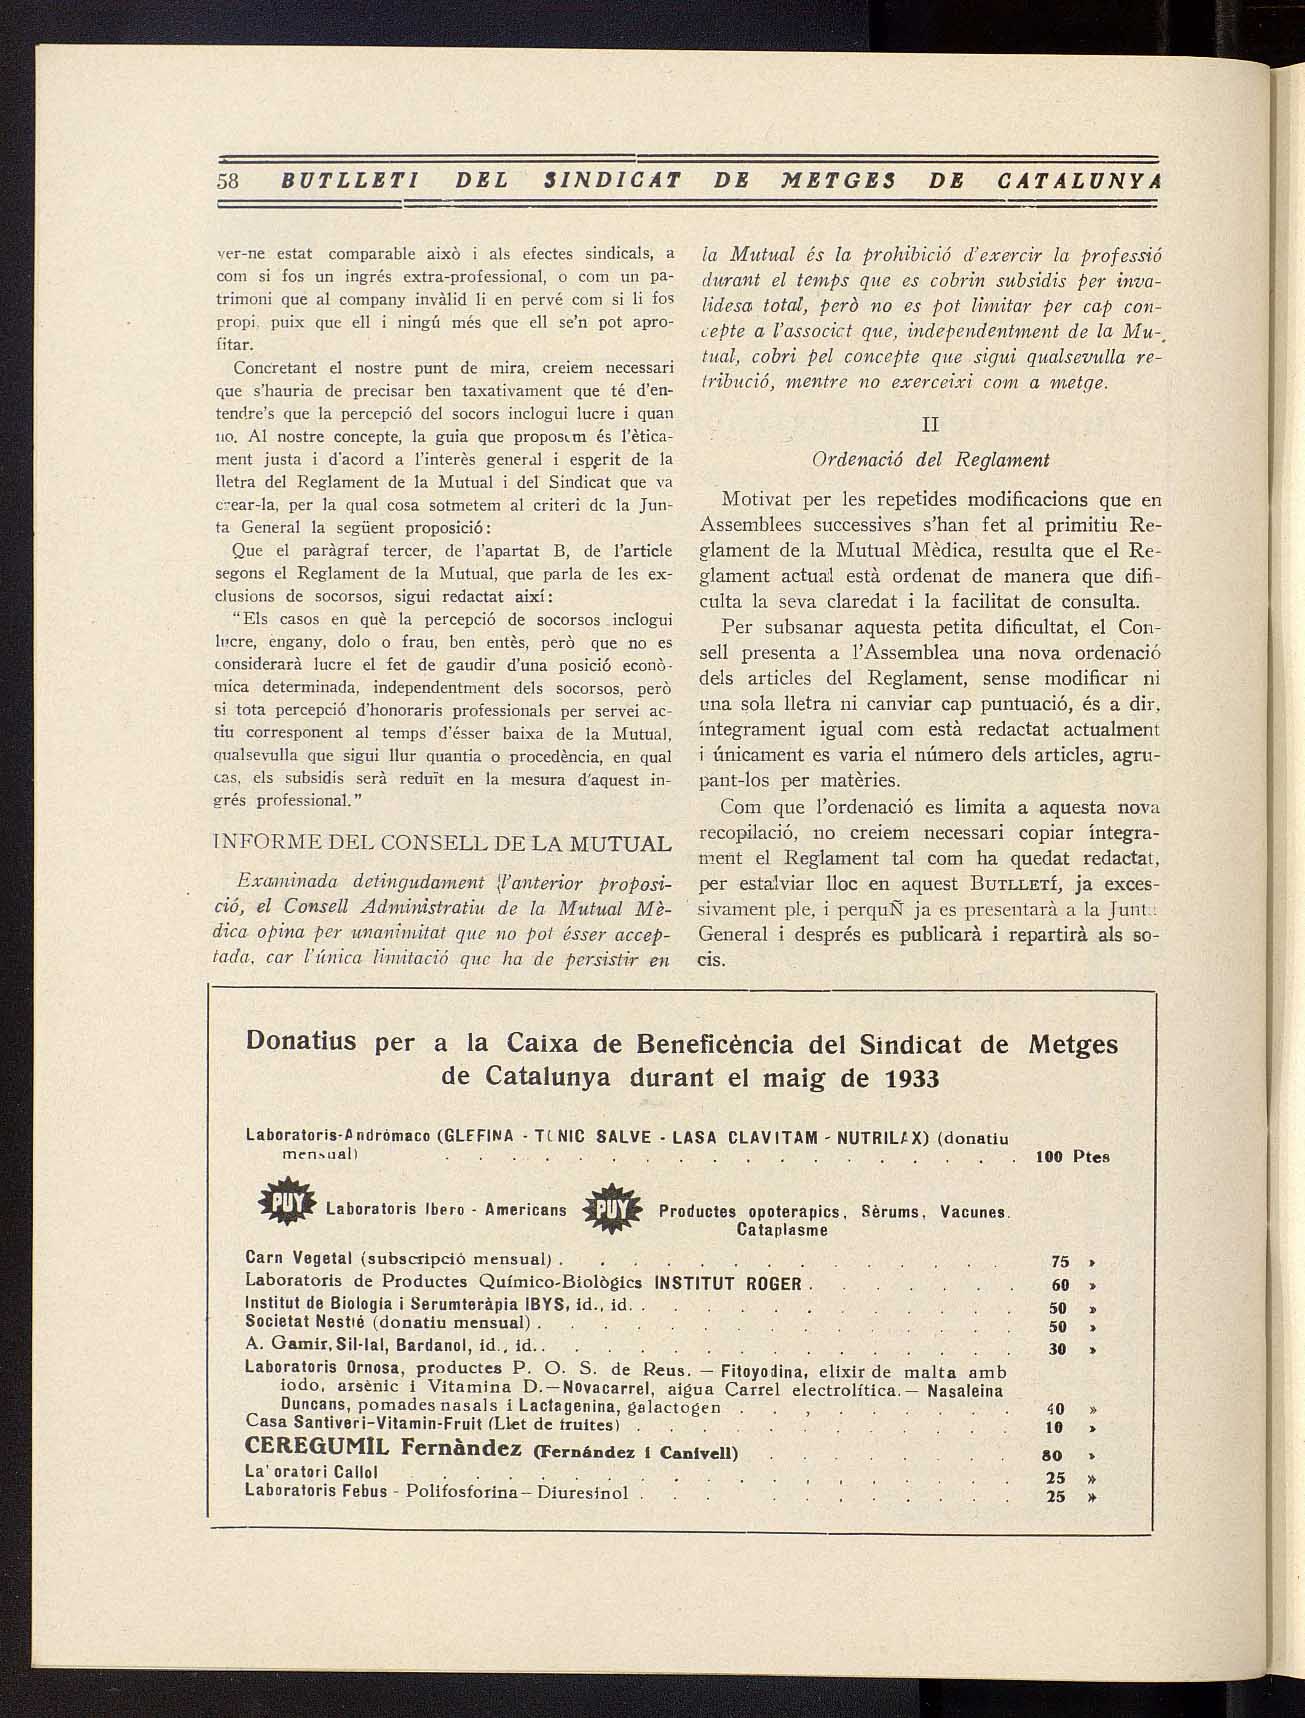 58 BUTLLETI DEL SINDICAT DE METGES DE CATALUNYA
ver-ne estat comparable això i als efectes sindicals, a
com si fos un ingrés extra-professional, o com un pa-
trimoni que al company invàlid li en pervé com si li fos
propi, puix que ell i ningú més que ell se'n pot apro-
fitar.
Concretant el nostre punt de mira, creiem necessari
que s'hauria de precisar ben taxativament que té d'en-
tendre's que la percepció del socors inclogui lucre i quan
no. Al nostre concepte, la guia que proposem és l'ètica-
ment justa i d'acord a l'interès general i esperit de la
lletra del Reglament de la Mutual i del Sindicat que va
crear-la, per la qual cosa sotmetem al criteri de la Jun-
ta General la següent proposició:
Que el paràgraf tercer, de l'apartat B, de l'article
segons el Reglament de la Mutual, que parla de les ex-
clusions de socorsos, sigui redactat així:
"Els casos en què la percepció de socorsos inclogui
lucre, engany, dolo o frau, ben entès, però que no es
considerarà lucre el fet de gaudir d'una posició econò-
mica determinada, independentment dels socorsos, però
si tota percepció d'honoraris professionals per servei ac-
tiu corresponent al temps d'ésser baixa de la Mutual,
qualsevulla que sigui llur quantia o procedència, en qual
cas, els subsidis serà reduït en la mesura d'aquest in-
grés professional."
INFORME DEL CONSELL DE LA MUTUAL
Examinada detingudament l'anterior proposi-
ció, el Consell Administratiu de la Mutual Mè-
dica opina per unanimitat que no pot ésser accep-
tada, car l'única limitació que ha de persistir en
la Mutual és la prohibició d'exercir la professió
durant el temps que es cobrin subsidis per inva-
lidesa total, però no es pot limitar per cap con-
cepte a l'associct que, independentment de la Mu-
tual, cobri pel concepte que sigui qualsevulla re-
tribució, mentre no exerceixi com a metge.
II
Ordenació del Reglament
Motivat per les repetides modificacions que en
Assemblees successives s'han fet al primitiu Re-
glament de la Mutual Mèdica, resulta que el Re-
glament actual està ordenat de manera que difi-
culta la seva claredat i la facilitat de consulta.
Per subsanar aquesta petita dificultat, el Con-
sell presenta a l'Assemblea una nova ordenació
dels articles del Reglament, sense modificar ni
una sola lletra ni canviar cap puntuació, és a dir,
íntegrament igual com està redactat actualment
i únicament es varia el número dels articles, agru-
pant-los per matèries.
Com que l'ordenació es limita a aquesta nova
recopilació, no creiem necessari copiar íntegra-
ment el Reglament tal com ha quedat redactat,
per estalviar lloc en aquest BUTLLETÍ, ja exces-
sivament ple, i perquÑ ja es presentarà a la Junta
General i després es publicarà i repartirà als so-
cis.
Donatius per a la Caixa de Beneficència del Sindicat de Metges
de Catalunya durant el maig de 1933
Laboratoris-Andròmaco (GLEFINA - TONIC SALVE - LASA CLAVITAM - NUTRILAX) (donatiu
mensual) . . . . . . . . . . . . . . . . . 100 Ptes
PUY Laboratoris Ibero - Americans PUY Productes opoterapics, Sèrums, Vacunes.
Cataplasme
Carn Vegetal (subscripció mensual) . . . . . . . . . . . . . 75 »
Laboratoris de Productes Químico-Biològics INSTITUT ROGER . . . . . . . 60 »
Institut de Biologia i Serumteràpia IBYS, id., id. . . . . . . . . . . . . 50 »
Societat Nestlé (donatiu mensual) . . . . . . . . . . . . . . . 50 »
A. Gamir, Sil-lal, Bardanol, id., id. . . . . . . . . . . . . . . . 30 »
Laboratoris Ornosa, productes P. O. S. de Reus. — Fitoyodina, elixir de malta amb
iodo, arsènic i Vitamina D.—Novacarrel, aigua Carrel electrolítica.— Nasaleina
Duncans, pomades nasals i Lactagenina, galactogen . . . . . . . . . 40 »
Casa Santiveri-Vitamin-Fruit (Llet de fruites) . . . . . . . . . . . . 10 »
CEREGUMIL Fernàndez (Fernández i Canivell) . . . . . . . . 80 »
La'oratori Callol . . . . . . . . . . . . . . . . . . 25 »
Laboratoris Febus - Polifosforina — Diuresinol . . . . . . . . . . . 25 »